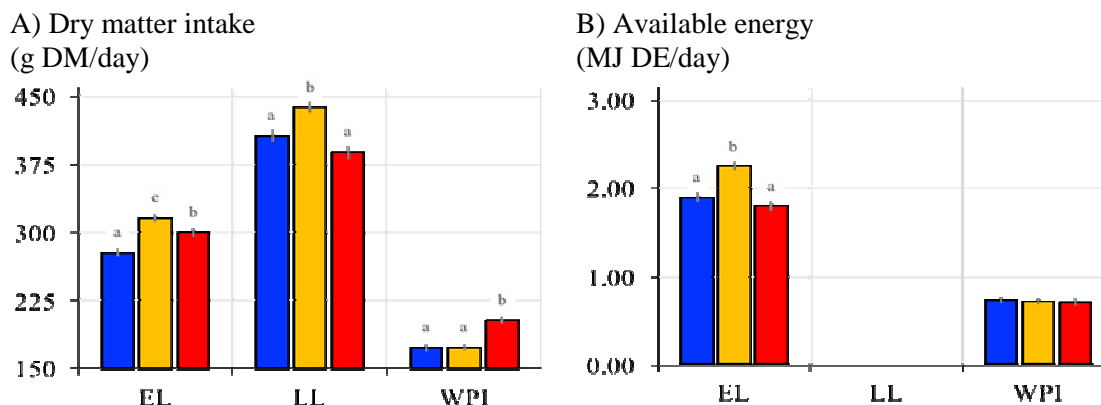 A) Dry matter intake
(g DM/day)
450
375
300
225
150
a
c
b
a
b
a
a
a
b
EL
LL
WPI
B) Available energy
(MJ DE/day)
3.00
2.00
1.00
0.00
a
b
a
EL
LL
WPI